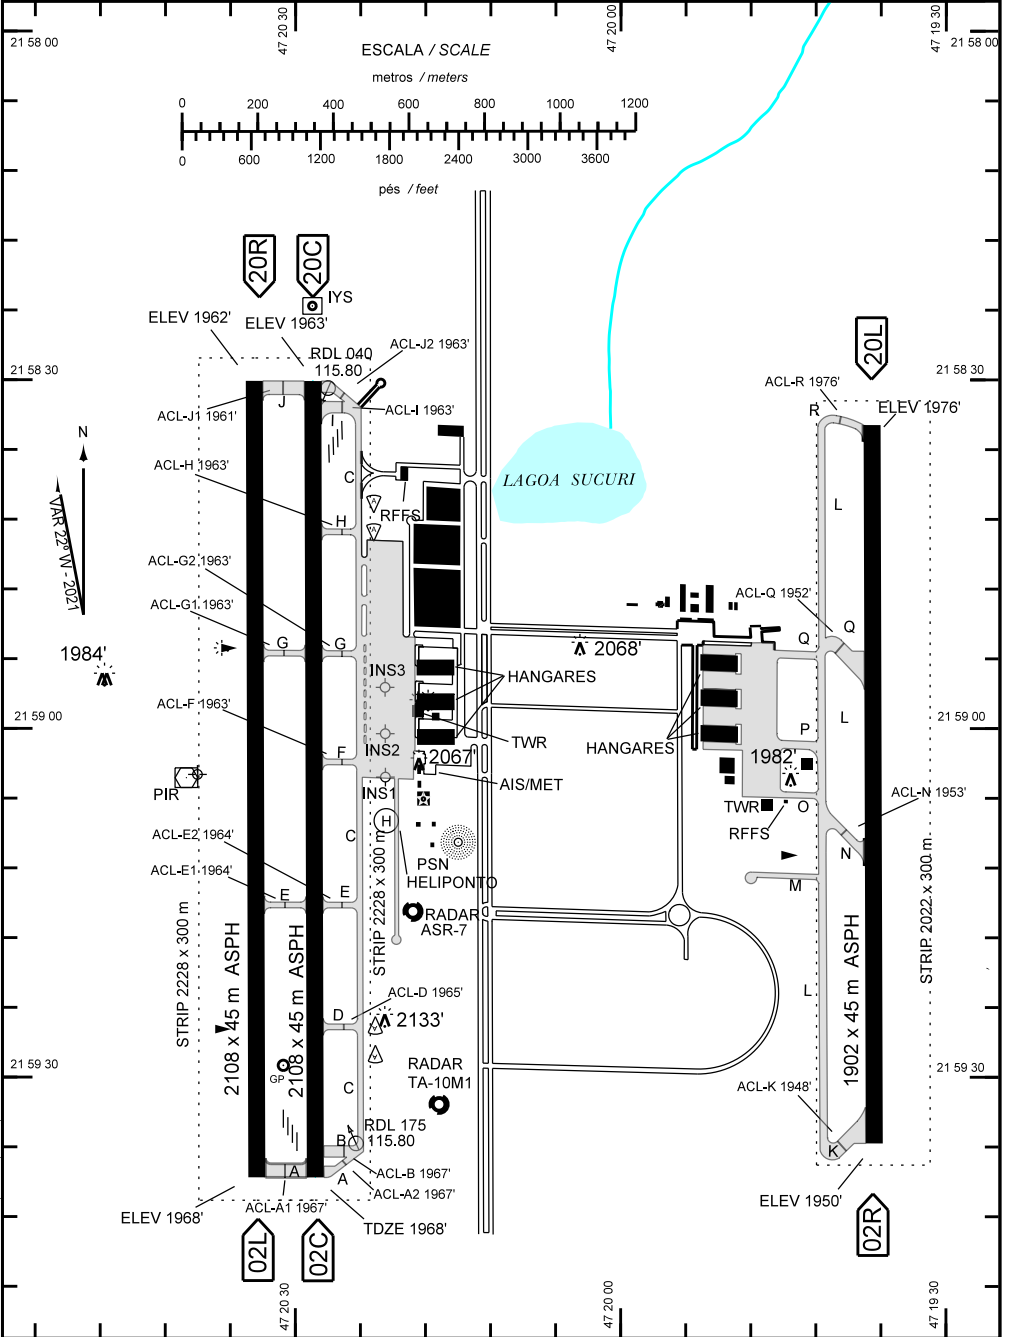 47 20 30
47 20 00
47 19 30
21 58 00
21 58 00
ESCALA / SCALE
metros / meters
0 200 400 600 800 1000 1200
0 600 1200 1800 2400 3000 3600
pés / feet
20R
20C
IYS
ELEV 1962'
ELEV 1963'
RDL 040
115.80
ACL-J2 1963'
20L
21 58 30
21 58 30
ACL-R 1976'
R
ELEV 1976'
ACL-J1 1961'
J
ACL-I 1963'
N
VAR 22º W - 2021
ACL-H 1963'
C
H
A
RFFS
A
LAGOA SUCURI
L
ACL-G2 1963'
ACL-G1 1963'
G
G
ACL-Q 1952'
Q
Q
1984'
2068'
INS3
HANGARES
ACL-F 1963'
F
INS2
TWR
HANGARES
L
P
21 59 00
21 59 00
2067'
1982'
PIR
INS1
AIS/MET
ACL-N 1953'
O
TWR
RFFS
H
C
N
ACL-E2 1964'
ACL-E1 1964'
E
E
PSN
HELIPONTO
M
RADAR
ASR-7
STRIP 2228 x 300 m
2108 x 45 m ASPH
2108 x 45 m ASPH
STRIP 2228 x 300 m
1902 x 45 m ASPH
STRIP 2022 x 300 m
L
ACL-D 1965'
D
2133'
A
A
GP
C
RADAR
TA-10M1
21 59 30
21 59 30
ACL-K 1948'
K
RDL 175
115.80
B
ACL-B 1967'
A
A
ACL-A2 1967'
ACL-A1 1967'
ELEV 1968'
TDZE 1968'
ELEV 1950'
02L
02C
02R
47 20 30
47 20 00
47 19 30